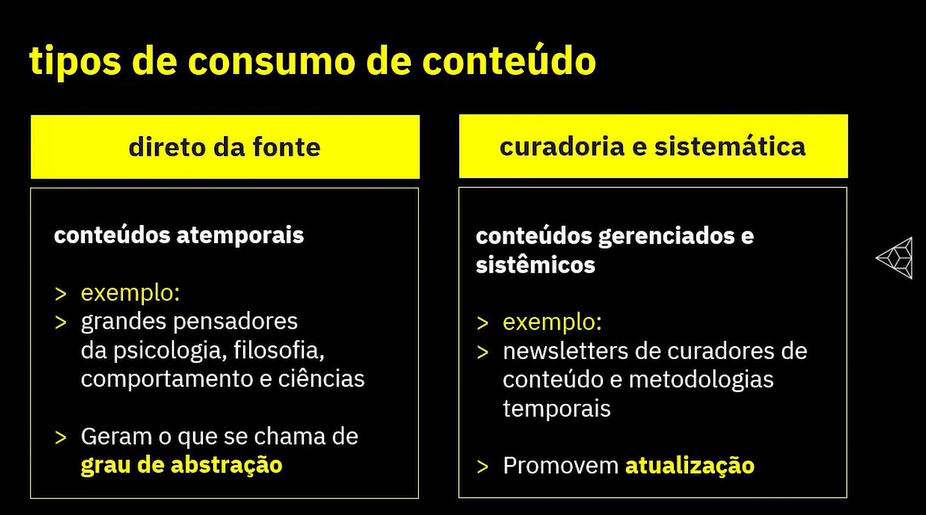 tipos de consumo de conteúdo
direto da fonte
conteúdos atemporais
> exemplo:
> grandes pensadores
da psicologia, filosofia,
comportamento e ciências
> Geram o que se chama de
grau de abstração
curadoria e sistemática
conteúdos gerenciados e
sistêmicos
> exemplo:
> newsletters de curadores de
conteúdo e metodologias
temporais
> Promovem atualização